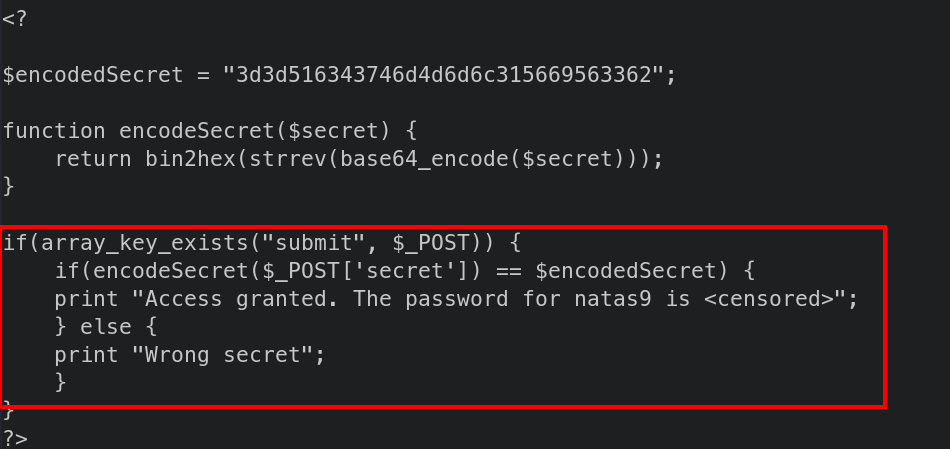 <?
$encodedSecret = "3d3d516343746d4d6d6c315669563362";
function encodeSecret($secret) {
    return bin2hex(strrev(base64_encode($secret)));
}
if(array_key_exists("submit", $_POST)) {
    if(encodeSecret($_POST['secret']) == $encodedSecret) {
    print "Access granted. The password for natas9 is <censored>";
    } else {
    print "Wrong secret";
    }
}
?>